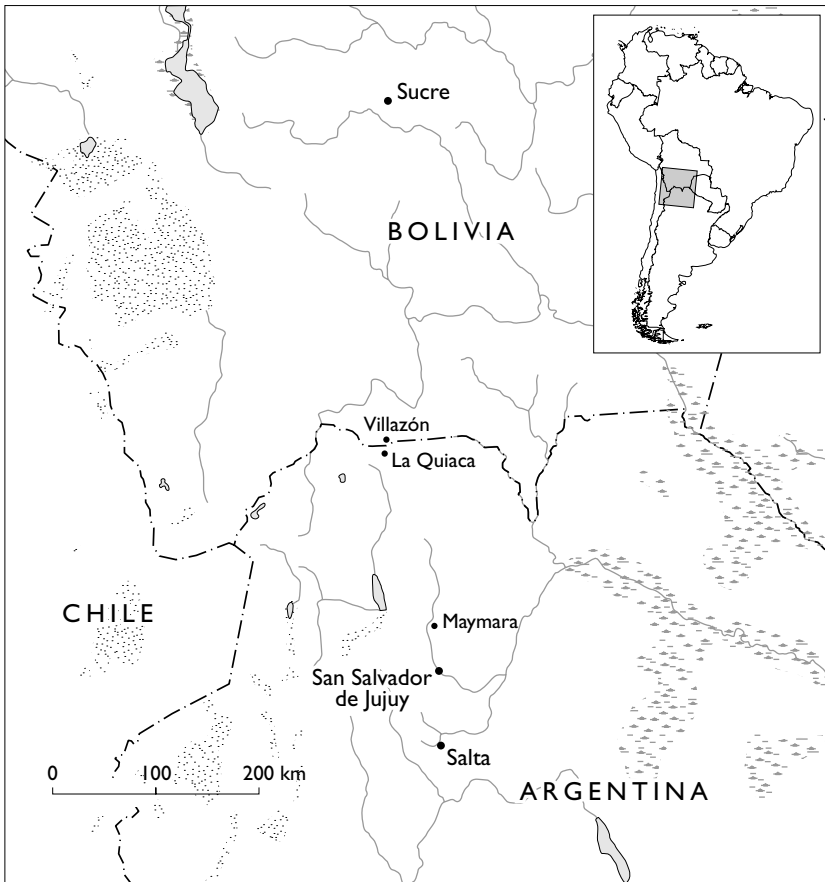 Sucre
BOLIVIA
Villazón
La Quiaca
CHILE
Maymara
San Salvador
de Jujuy
Salta
0 100 200 km
ARGENTINA